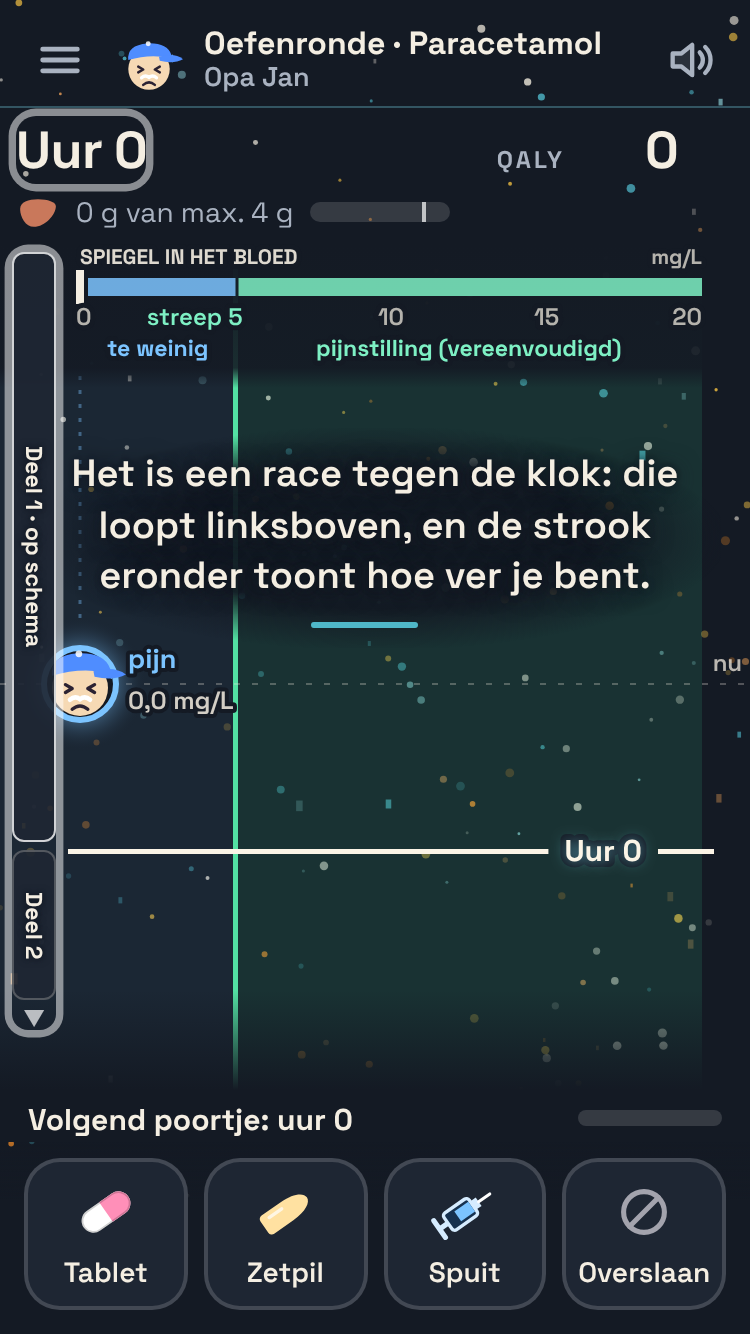 Oefenronde · Paracetamol
Opa Jan
Uur 0
QALY 0
0 g van max. 4 g
SPIEGEL IN HET BLOED mg/L
0 streep 5 10 15 20
te weinig pijnstilling (vereenvoudigd)
Deel 1 · op schema
Het is een race tegen de klok: die
loopt linksboven, en de strook
eronder toont hoe ver je bent.
pijn
nu
0,0 mg/L
Uur 0
Deel 2
Volgend poortje: uur 0
Tablet Zetpil Spuit Overslaan